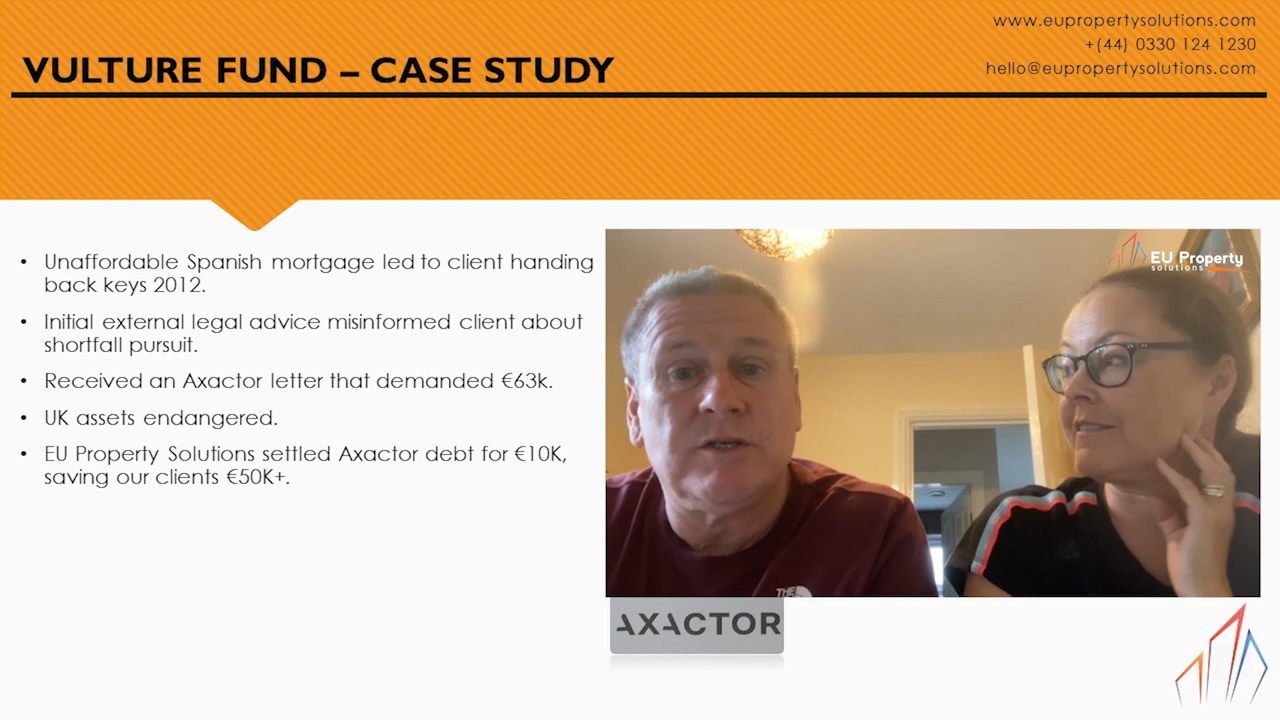 www.eupropertysolutions.com
+(44) 0330 124 1230
hello@eupropertysolutions.com
VULTURE FUND – CASE STUDY
• Unaffordable Spanish mortgage led to client handing
back keys 2012.
• Initial external legal advice misinformed client about
shortfall pursuit.
• Received an Axactor letter that demanded €63k.
• UK assets endangered.
• EU Property Solutions settled Axactor debt for €10K,
saving our clients €50K+.
EU Property
solutions
THE
AXACTOR